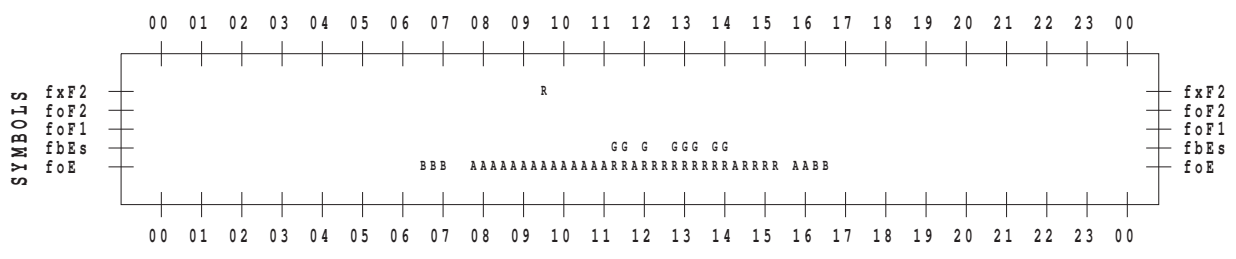 00 01 02 03 04 05 06 07 08 09 10 11 12 13 14 15 16 17 18 19 20 21 22 23 00
SYMBOLS
fxF2 R fxF2
foF2 foF2
foF1 foF1
fbEs GG G GGG GG fbEs
foE BBB AAAAAAAAAAAAAARRARRRRRRRRRARRRR AABB foE
00 01 02 03 04 05 06 07 08 09 10 11 12 13 14 15 16 17 18 19 20 21 22 23 00